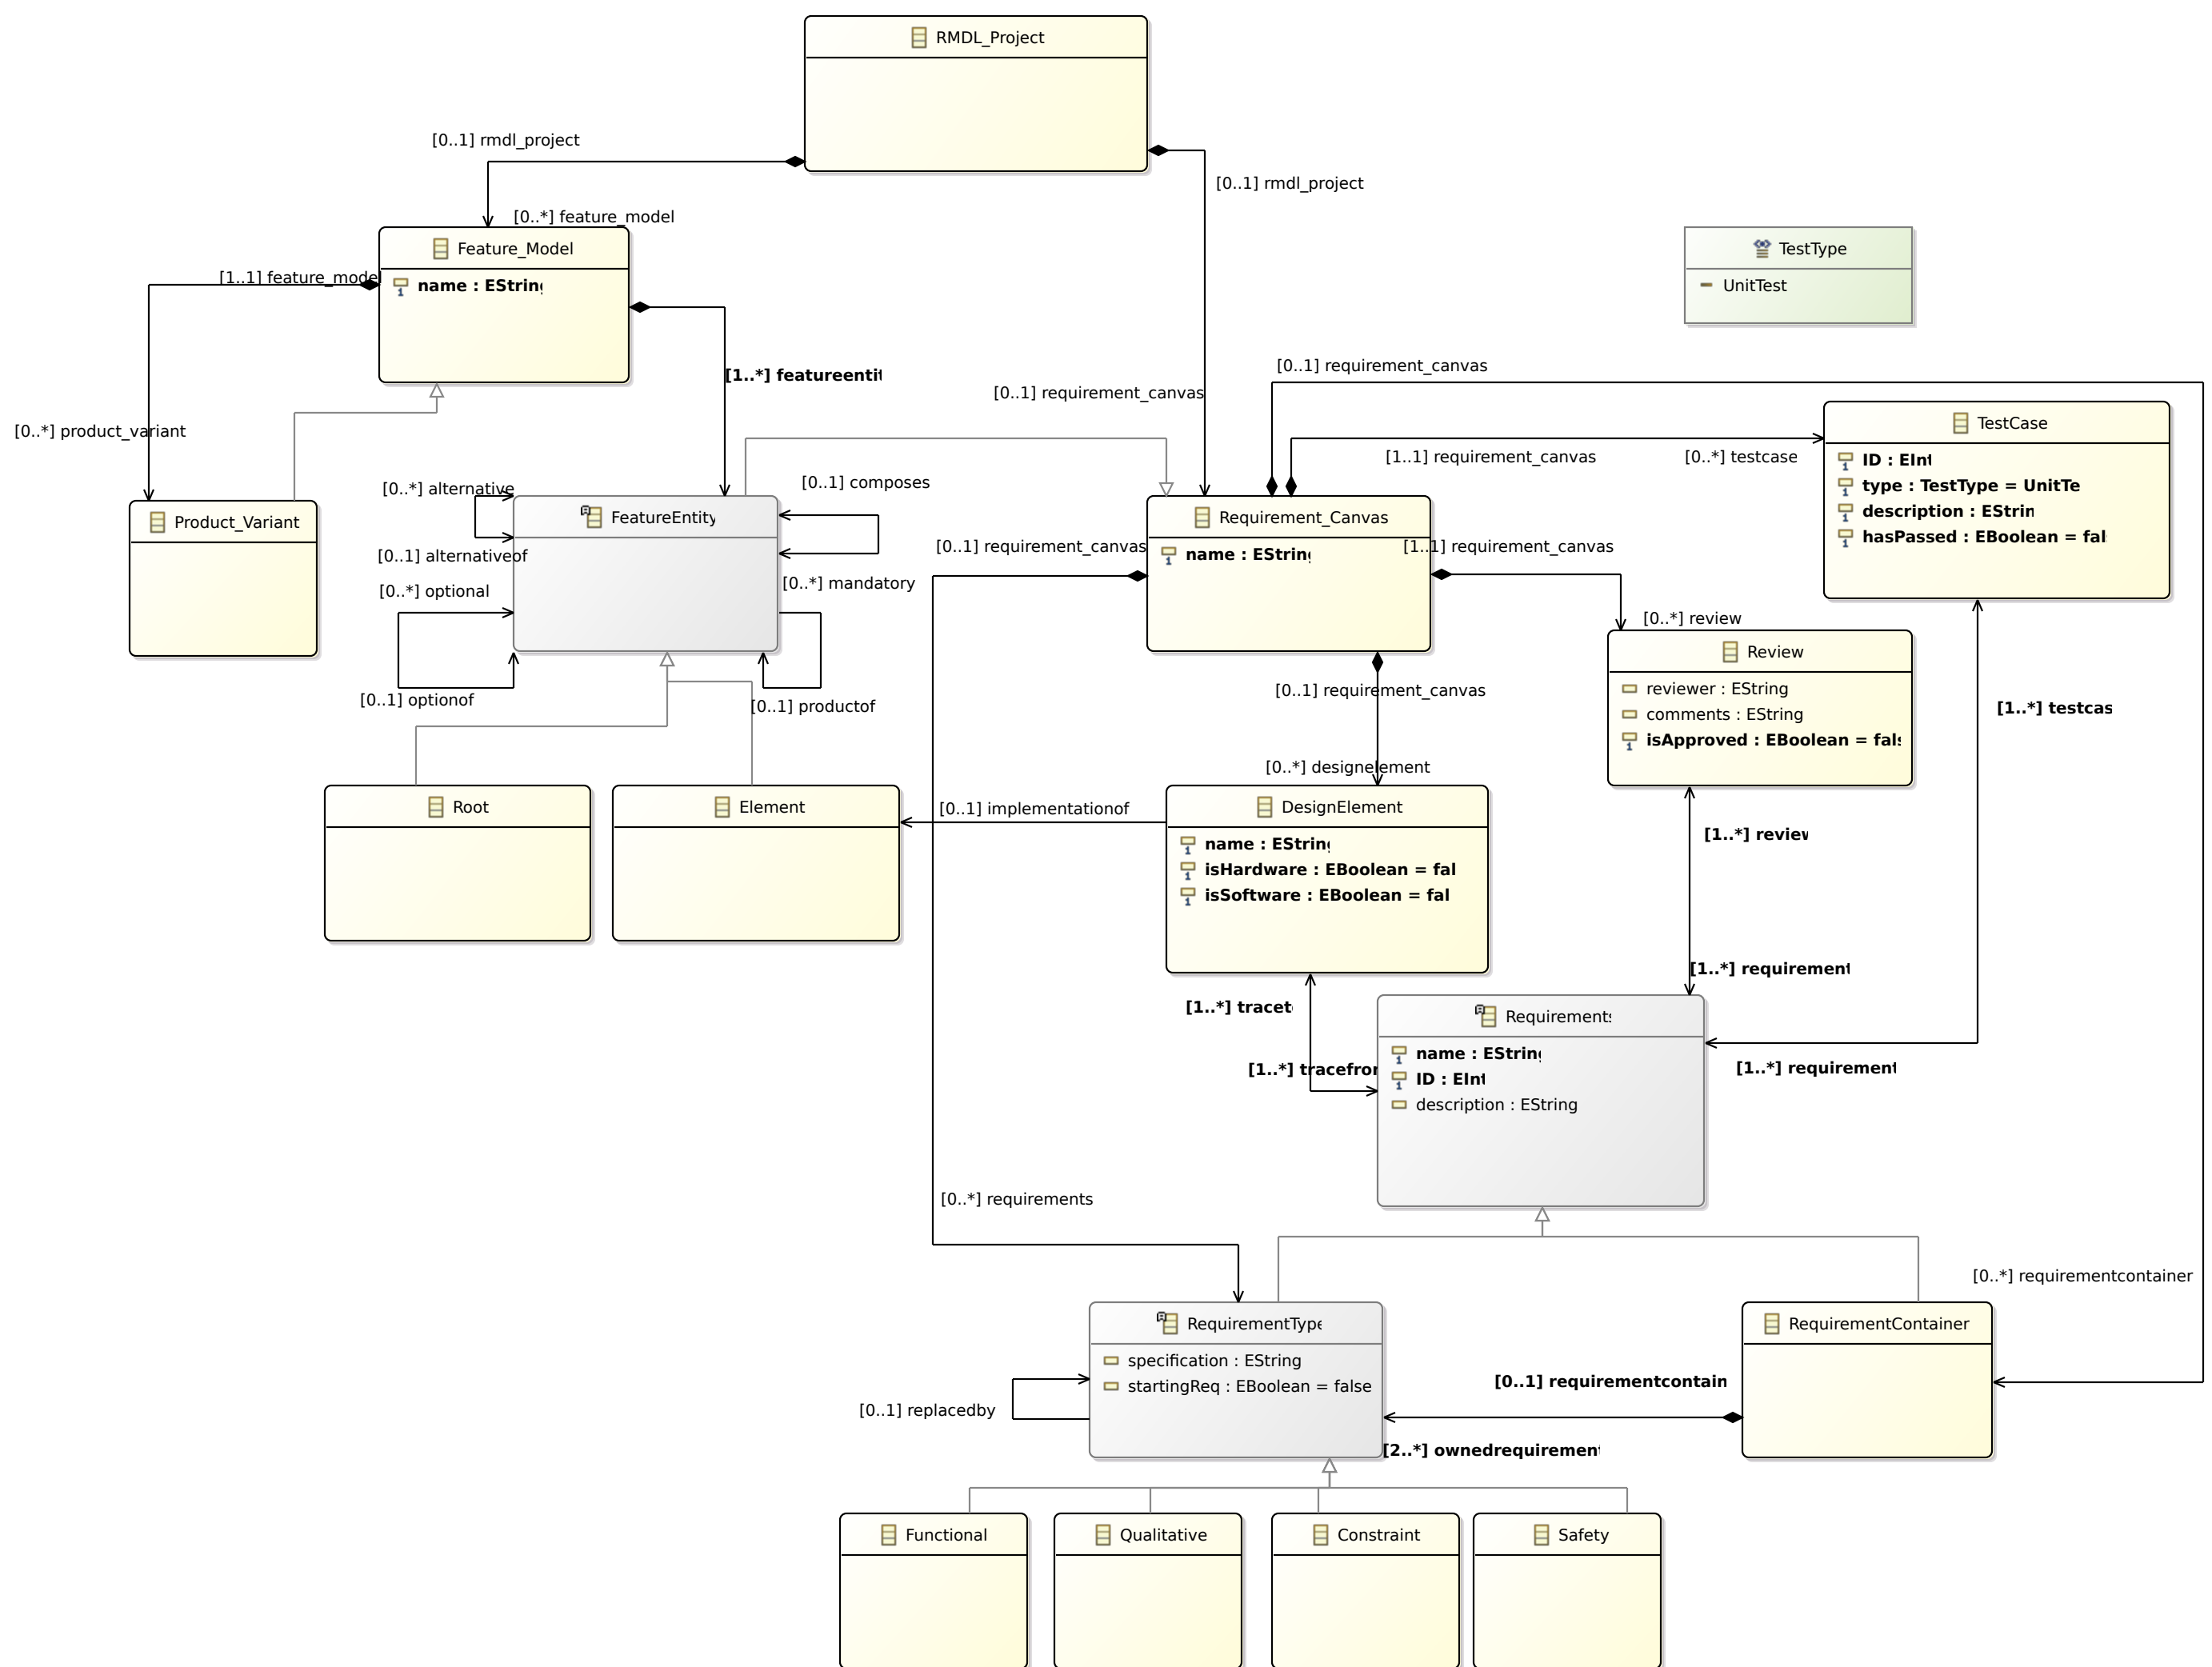 RMDL_Project
[0..1] rmdl_project
[0..1] rmdl_project
[0..*] feature_model
Feature_Model
name : EString
[1..1] feature_model
TestType
UnitTest
[1..*] featureentit
[0..1] requirement_canvas
[0..1] requirement_canvas
[0..*] product_variant
TestCase
ID : EInt
type : TestType = UnitTe
description : EStrin
hasPassed : EBoolean = fal
[1..1] requirement_canvas
[0..*] testcase
[0..*] alternative
[0..1] composes
Product_Variant
FeatureEntity
Requirement_Canvas
name : EString
[0..1] requirement_canvas
[1..1] requirement_canvas
[0..1] alternativeof
[0..*] mandatory
[0..*] optional
[0..*] review
Review
reviewer : EString
comments : EString
isApproved : EBoolean = fals
[0..1] optionof
[0..1] productof
[0..1] requirement_canvas
[1..*] testcas
[0..*] designelement
Root
Element
[0..1] implementationof
DesignElement
name : EString
isHardware : EBoolean = fal
isSoftware : EBoolean = fal
[1..*] review
[1..*] requirement
[1..*] tracet
Requirements
name : EString
ID : EInt
description : EString
[1..*] tracefrom
[1..*] requirement
[0..*] requirements
[0..*] requirementcontainer
RequirementType
specification : EString
startingReq : EBoolean = false
RequirementContainer
[0..1] requirementcontain
[0..1] replacedby
[2..*] ownedrequirement
Functional
Qualitative
Constraint
Safety